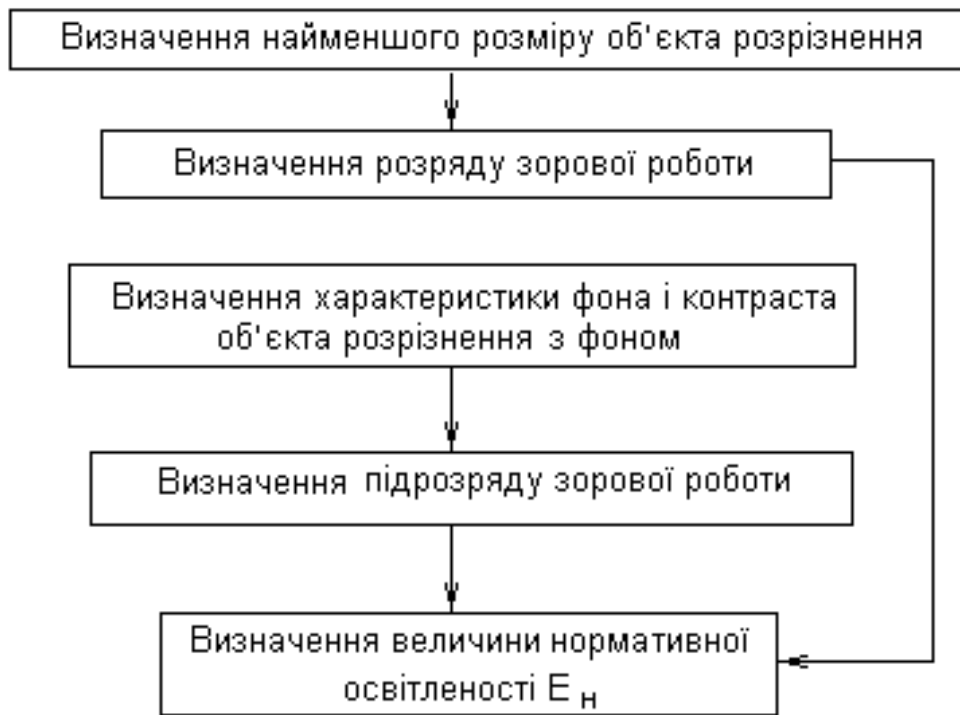 Визначення найменшого розміру об'єкта розрізнення
Визначення розряду зорової роботи
Визначення характеристики фона і контраста
об'єкта розрізнення з фоном
Визначення підрозряду зорової роботи
Визначення величини нормативної
освітленості Е н